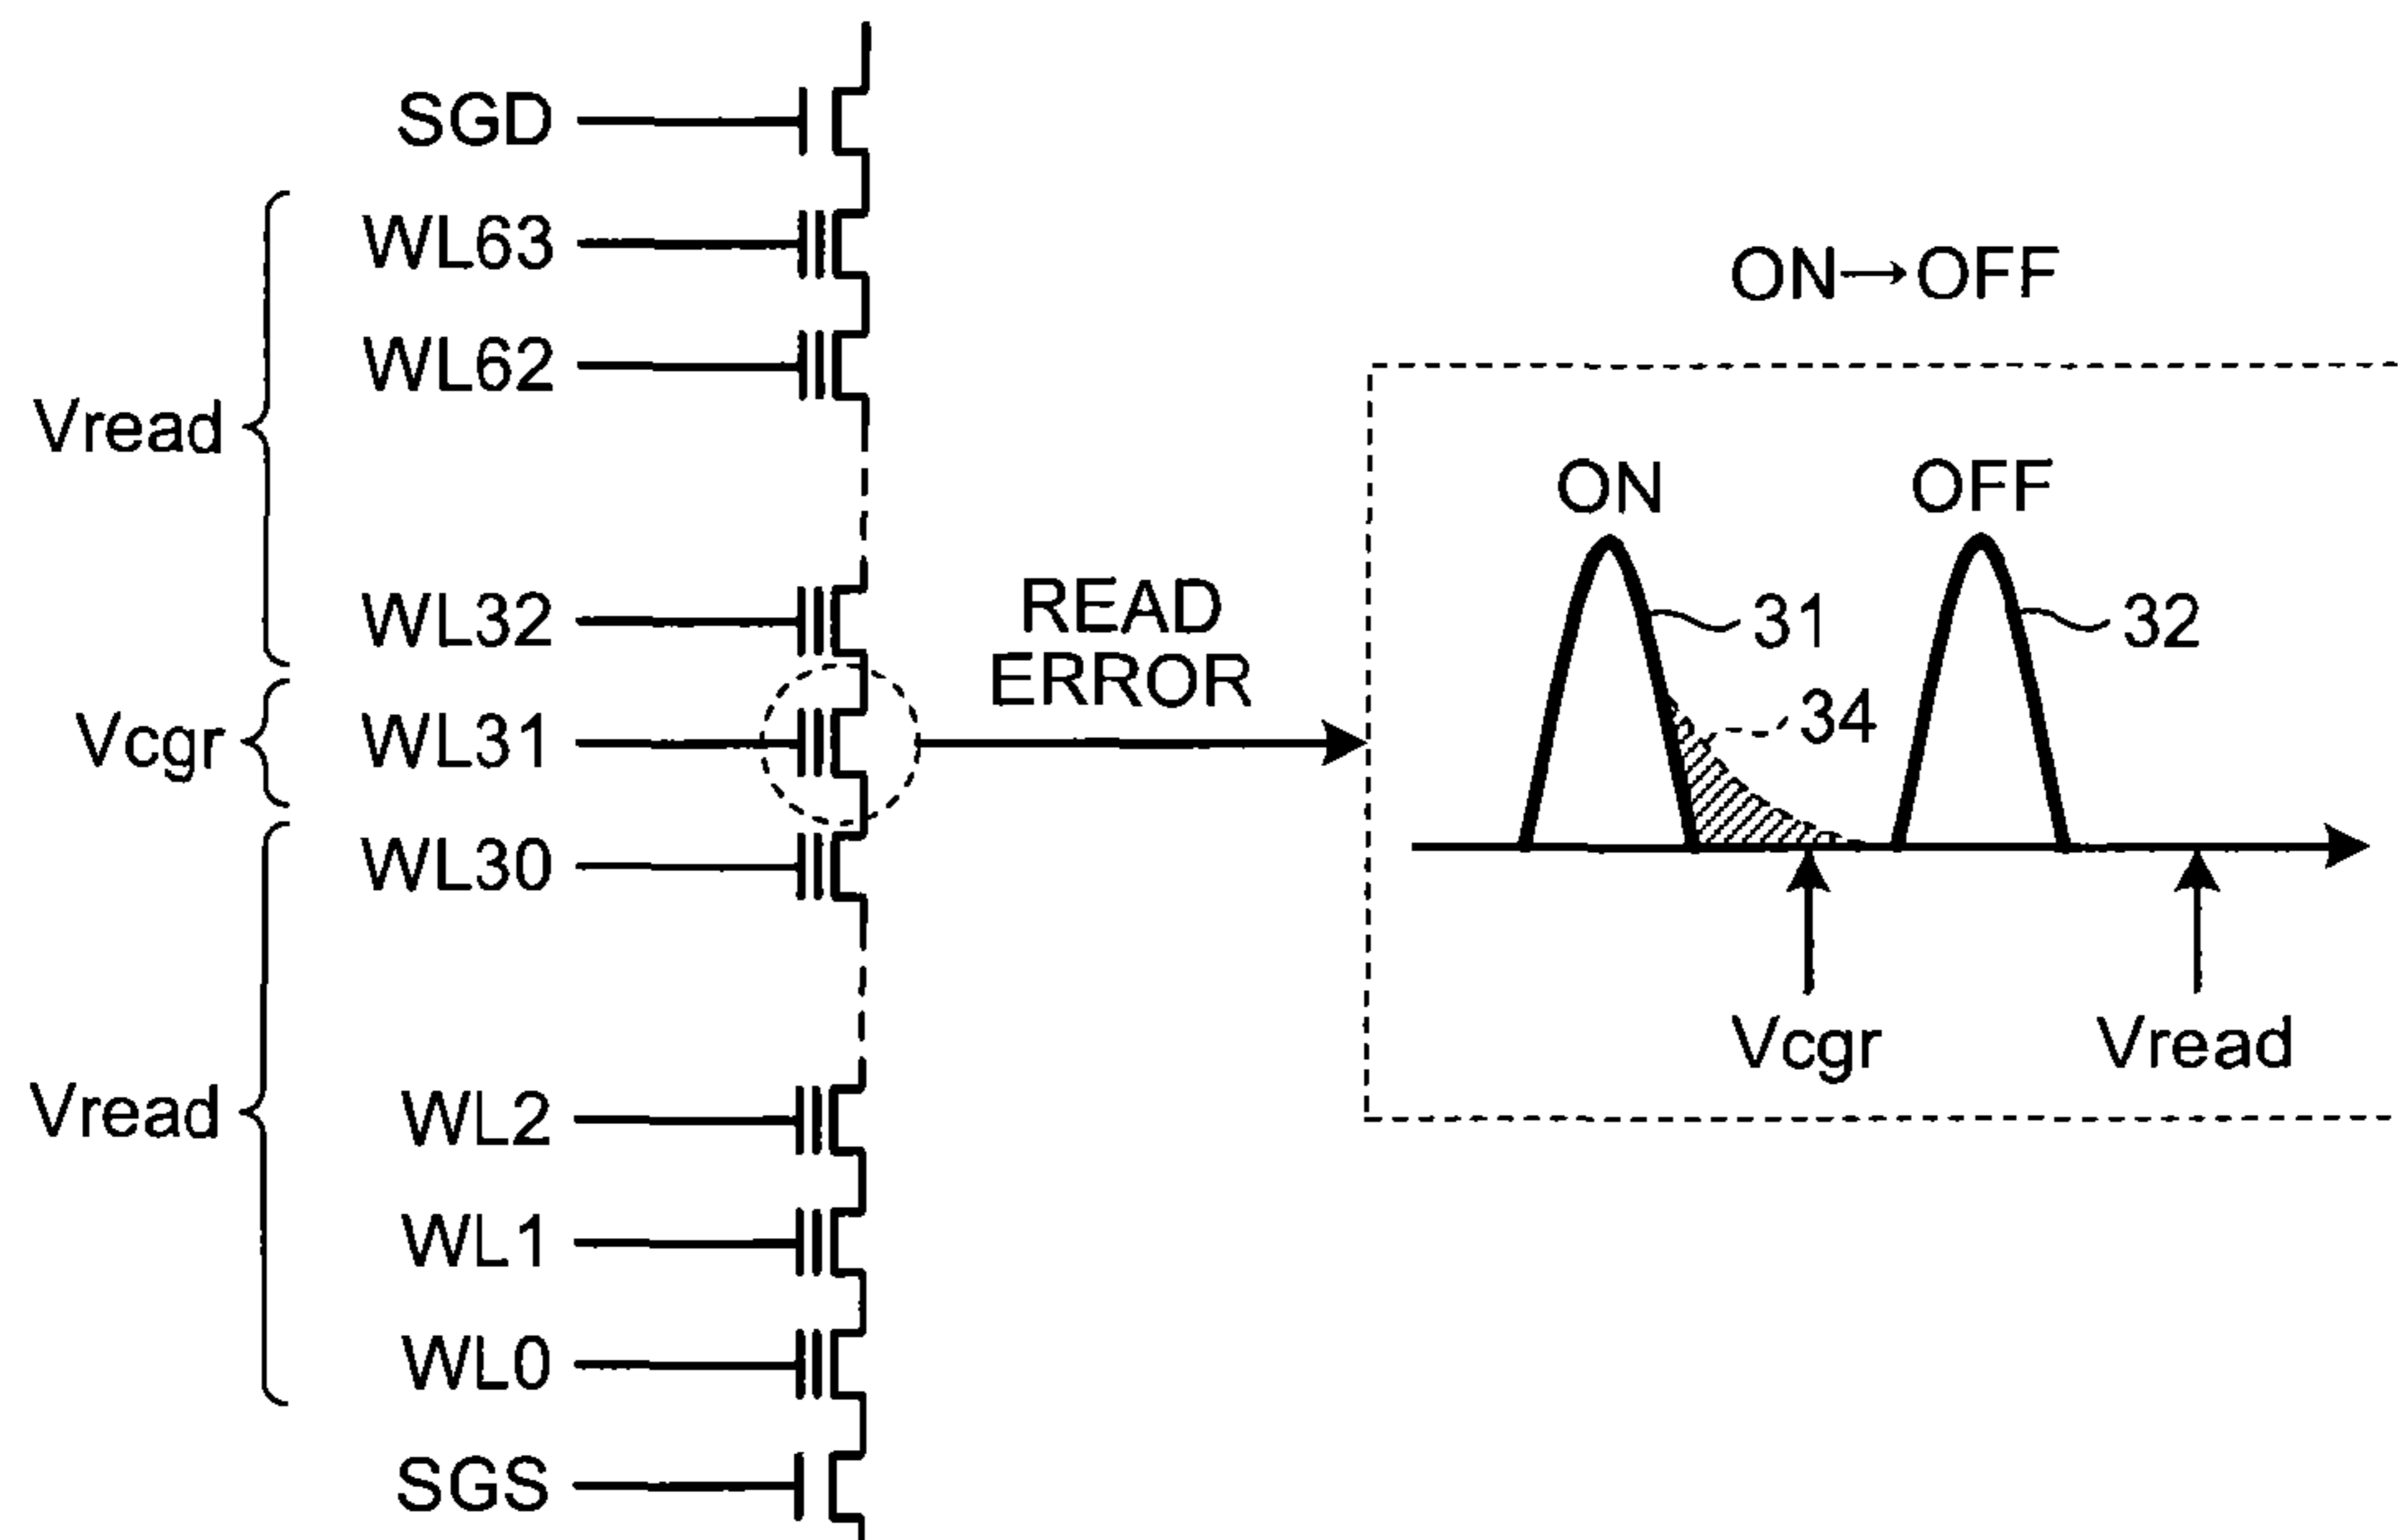 SGD
WL63
WL62
Vread
WL32
Vcgr
WL31
WL30
Vread
WL2
WL1
WL0
SGS
READ
ERROR
ON→OFF
ON
OFF
31
32
34
Vcgr
Vread